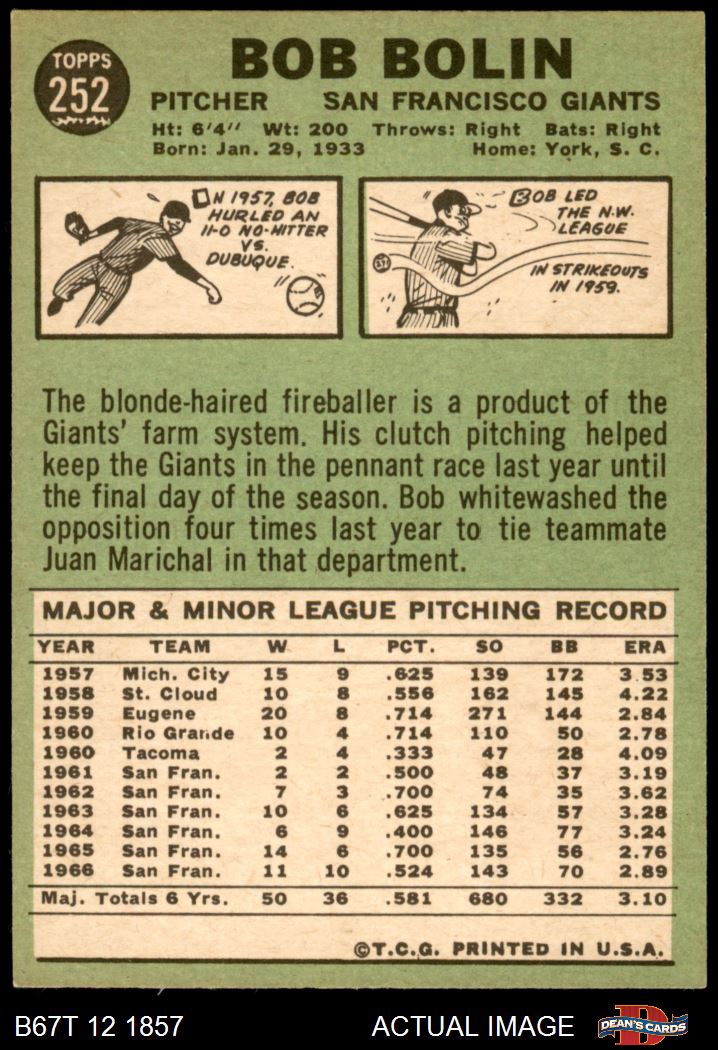 TOPPS
252
BOB BOLIN
PITCHER SAN FRANCISCO GIANTS
Ht: 6'4" Wt: 200 Throws: Right Bats: Right
Born: Jan. 29, 1933 Home: York, S. C.
ON 1957, BOB
HURLED AN
11-0 NO-HITTER
VS.
DUBUQUE.
BOB LED
THE N.W.
LEAGUE
IN STRIKEOUTS
IN 1959.
The blonde-haired fireballer is a product of the
Giants' farm system. His clutch pitching helped
keep the Giants in the pennant race last year until
the final day of the season. Bob whitewashed the
opposition four times last year to tie teammate
Juan Marichal in that department.
MAJOR & MINOR LEAGUE PITCHING RECORD
YEAR TEAM W L PCT. SO BB ERA
1957 Mich. City 15 9 .625 139 172 3.53
1958 St. Cloud 10 8 .556 162 145 4.22
1959 Eugene 20 8 .714 271 144 2.84
1960 Rio Grande 10 4 .714 110 50 2.78
1960 Tacoma 2 4 .333 47 28 4.09
1961 San Fran. 2 2 .500 48 37 3.19
1962 San Fran. 7 3 .700 74 35 3.62
1963 San Fran. 10 6 .625 134 57 3.28
1964 San Fran. 6 9 .400 146 77 3.24
1965 San Fran. 14 6 .700 135 56 2.76
1966 San Fran. 11 10 .524 143 70 2.89
Maj. Totals 6 Yrs. 50 36 .581 680 332 3.10
©T.C.G. PRINTED IN U.S.A.
B67T 12 1857 ACTUAL IMAGE
D
DEAN'S CARDS